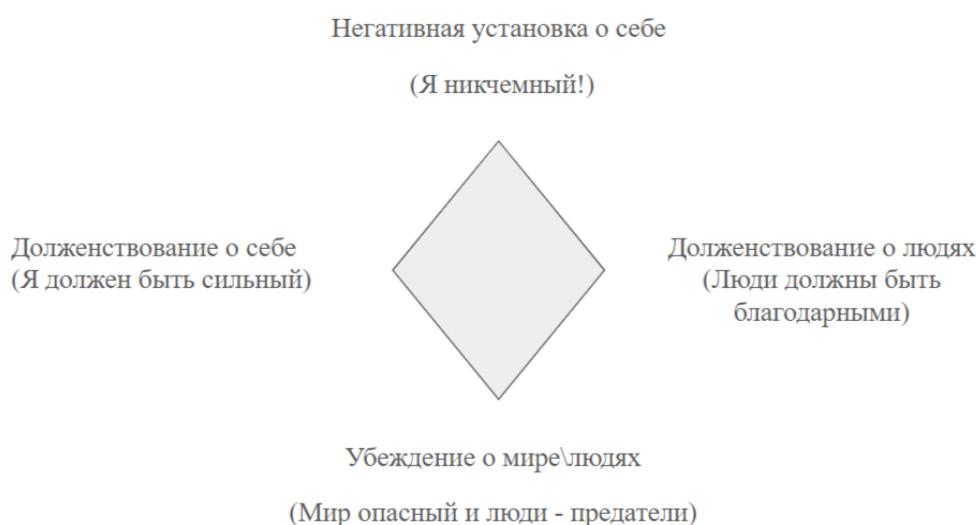 Негативная установка о себе
(Я никчемный!)
Долженствование о себе
(Я должен быть сильный)
Долженствование о людях
(Люди должны быть
благодарными)
Убеждение о мире\людях
(Мир опасный и люди - предатели)